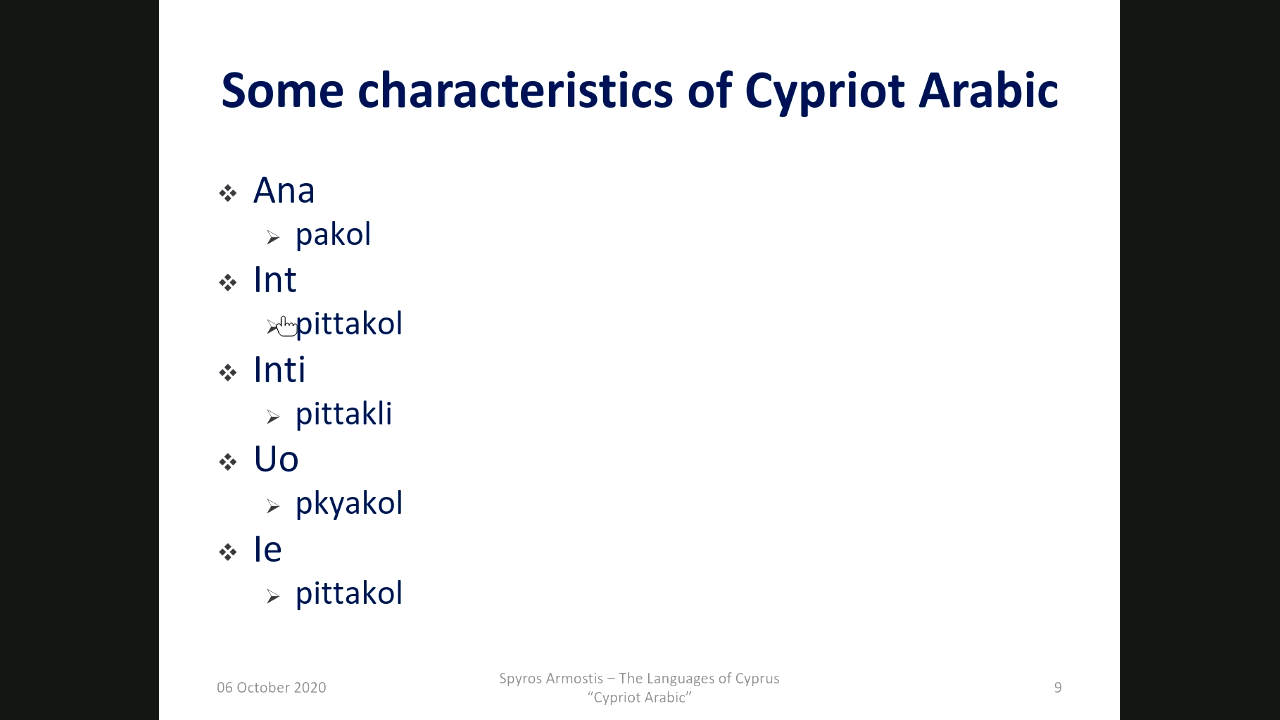 Some characteristics of Cypriot Arabic
Ana
pakol
Int
pittakol
Inti
pittakli
Uo
pkyakol
Ie
pittakol
06 October 2020
Spyros Armostis – The Languages of Cyprus
“Cypriot Arabic”
9